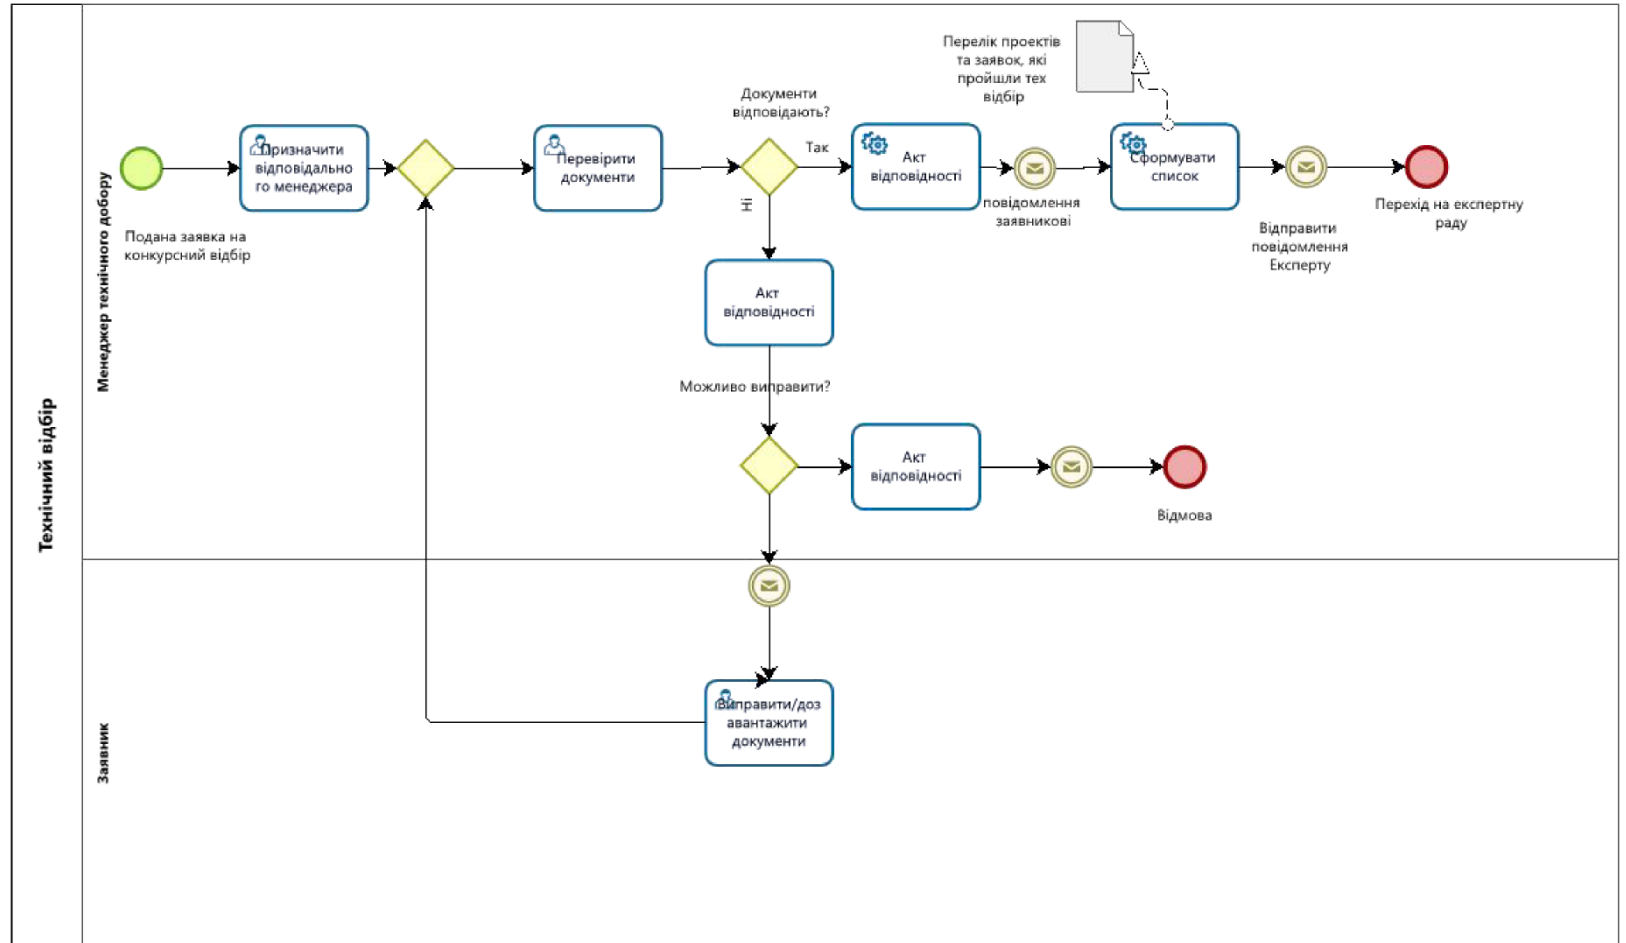 Технічний відбір
Менеджер технічного добору
Заявник
Подана заявка на
конкурсний відбір
Призначити
відповідально
го менеджера
Перевірити
документи
Документи
відповідають?
Так
Ні
Акт
відповідності
повідомлення
заявникові
Перелік проектів
та заявок, які
пройшли тех
відбір
Сформувати
список
Відправити
повідомлення
Експерту
Перехід на експертну
раду
Акт
відповідності
Можливо виправити?
Акт
відповідності
Відмова
Виправити/доз
авантажити
документи